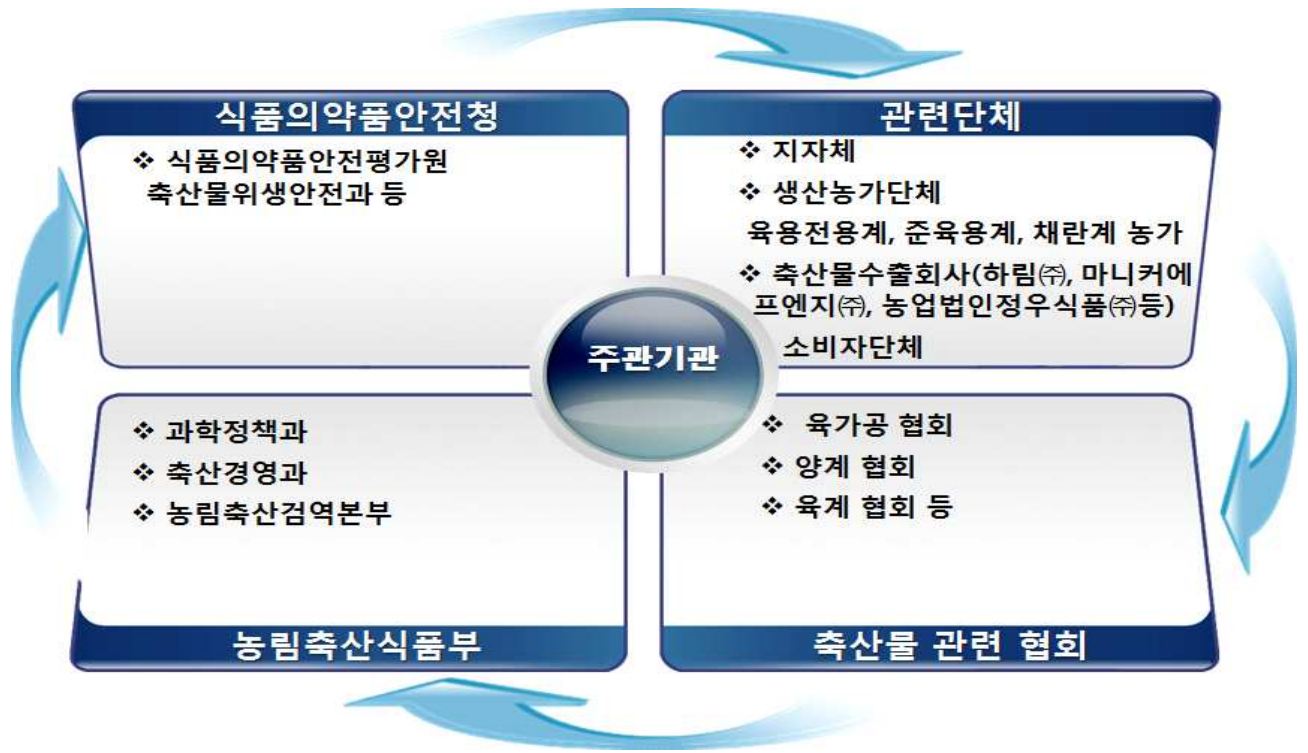 식품의약품안전청
❖ 식품의약품안전평가원
축산물위생안전과 등
관련단체
❖ 지자체
❖ 생산농가단체
육용전용계, 준육용계, 채란계 농가
❖ 축산물수출회사(하림㈜, 마니커에
프엔지㈜, 농업법인정우식품㈜등)
소비자단체
주관기관
❖ 과학정책과
❖ 축산경영과
❖ 농림축산검역본부
농림축산식품부
❖ 육가공 협회
❖ 양계 협회
❖ 육계 협회 등
축산물 관련 협회